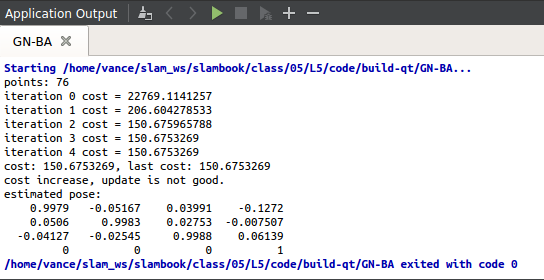 Application Output
GN-BA
Starting /home/vance/slam_ws/slambook/class/05/L5/code/build-qt/GN-BA...
points: 76
iteration 0 cost = 22769.1141257
iteration 1 cost = 206.604278533
iteration 2 cost = 150.675965788
iteration 3 cost = 150.6753269
iteration 4 cost = 150.6753269
cost: 150.6753269, last cost: 150.6753269
cost increase, update is not good.
estimated pose:
0.9979 -0.05167 0.03991 -0.1272
0.0506 0.9983 0.02753 -0.007507
-0.04127 -0.02545 0.9988 0.06139
0 0 0 1
/home/vance/slam_ws/slambook/class/05/L5/code/build-qt/GN-BA exited with code 0